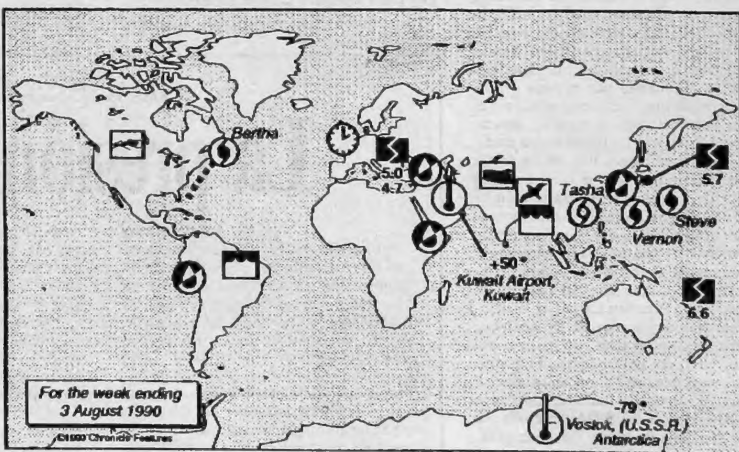 Bertha
5.0
4.7
Tasha
5.7
Steve
Vernon
+50°
Kuwait Airport,
Kuwait
6.6
For the week ending
3 August 1990
-79°
Vostok, (U.S.S.R.)
Antarctica
©1990 Chronicle Features